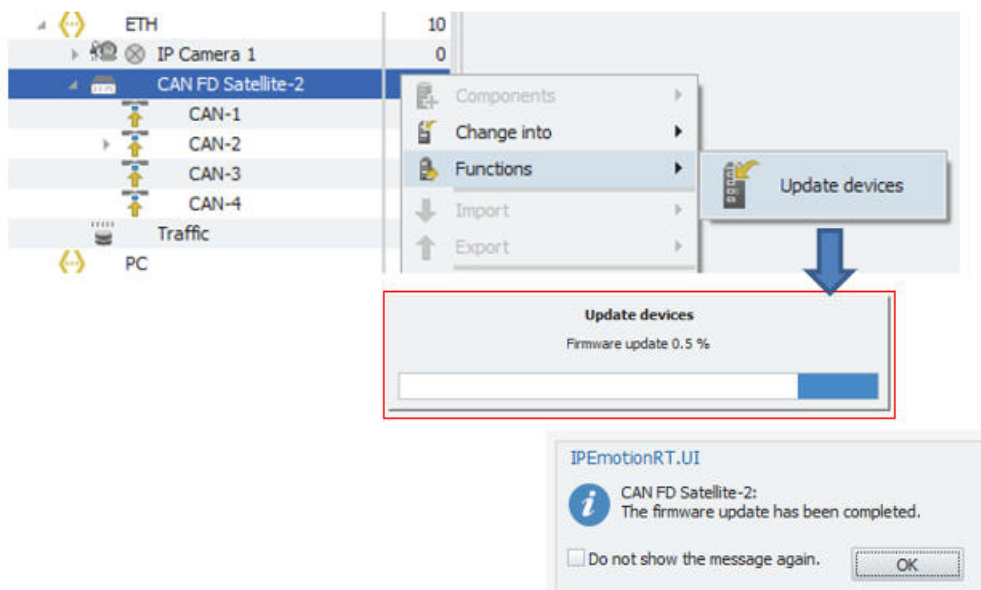 ETH 10
IP Camera 1 0
CAN FD Satellite-2
CAN-1
CAN-2
CAN-3
CAN-4
Traffic
PC
Components
Change into
Functions
Import
Export
Update devices
Update devices
Firmware update 0.5 %
IPEmotionRT.UI
CAN FD Satellite-2:
The firmware update has been completed.
Do not show the message again.
OK